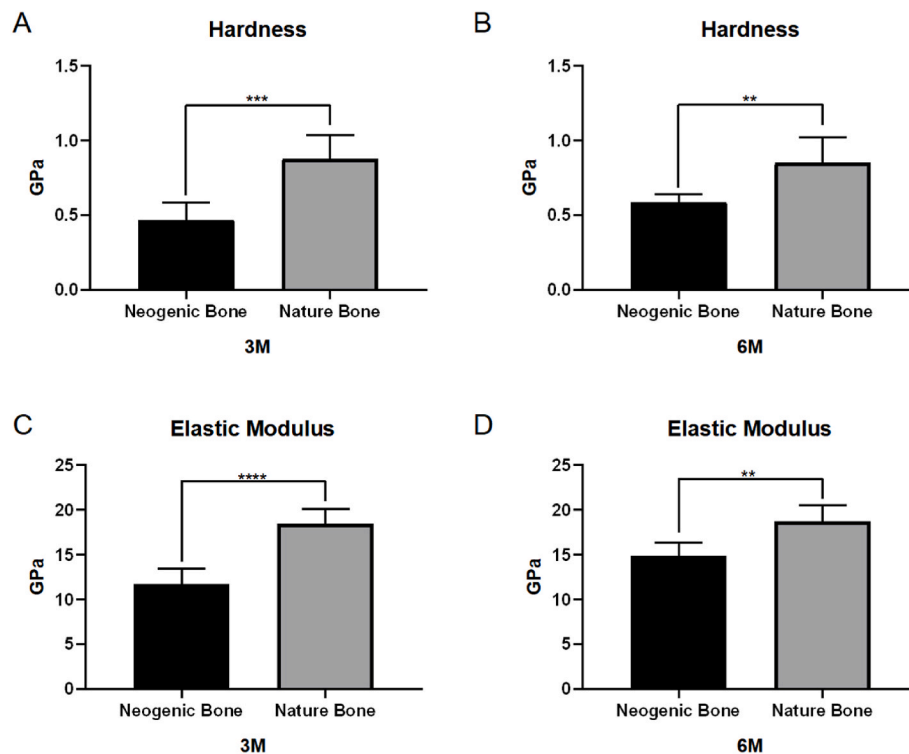 A
Hardness
1.5
1.0
0.5
0.0
GPa
***
Neogenic Bone Nature Bone
3M
B
Hardness
1.5
1.0
0.5
0.0
GPa
**
Neogenic Bone Nature Bone
6M
C
Elastic Modulus
25
20
15
10
5
0
GPa
****
Neogenic Bone Nature Bone
3M
D
Elastic Modulus
25
20
15
10
5
0
GPa
**
Neogenic Bone Nature Bone
6M